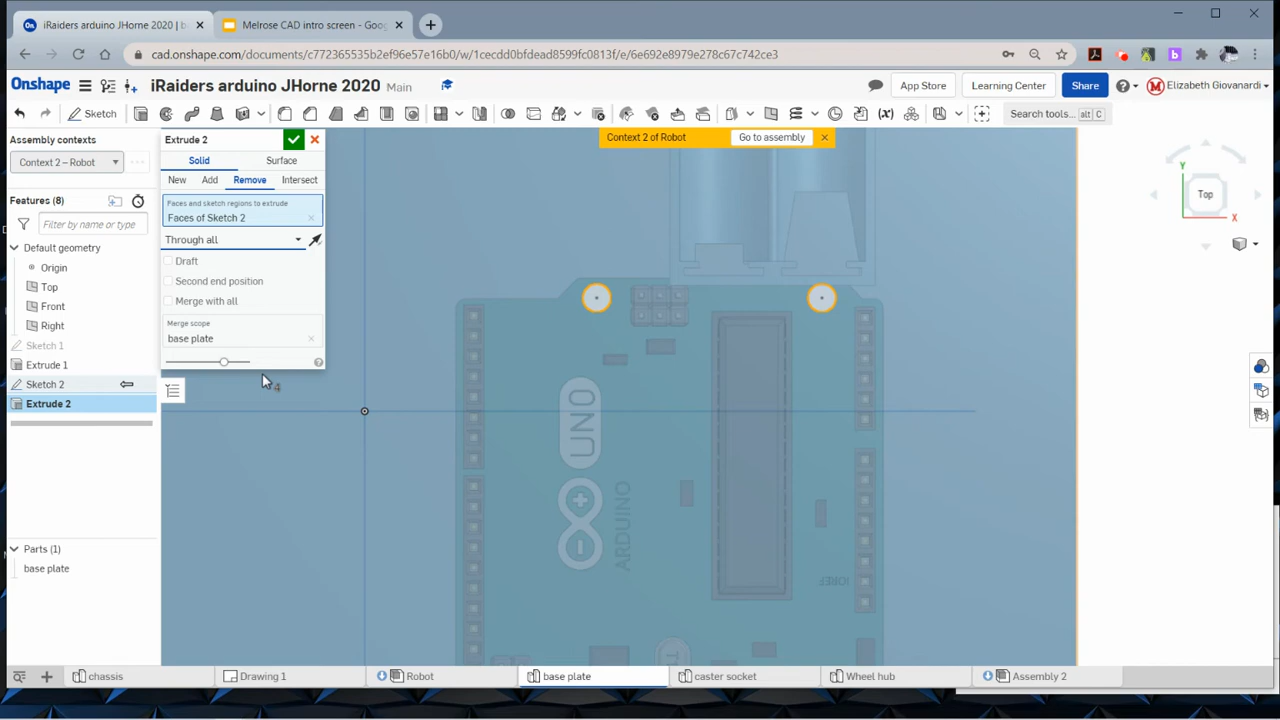 iRaiders arduino JHorne 2020 | ba
Melrose CAD intro screen - Goog
cad.onshape.com/documents/c772365535b2ef96e57e16b0/w/1cecdd0bfdead8599fc0813f/e/6e692e8979e278c67c742ce3
Onshape iRaiders arduino JHorne 2020 Main App Store Learning Center Share Elizabeth Giovanardi
Sketch Search tools... alt C
Assembly contexts
Context 2 – Robot
Features (8)
Filter by name or type
Default geometry
Origin
Top
Front
Right
Sketch 1
Extrude 1
Sketch 2
Extrude 2
Parts (1)
base plate
Extrude 2
Solid Surface
New Add Remove Intersect
Faces and sketch regions to extrude
Faces of Sketch 2
Through all
Draft
Second end position
Merge with all
Merge scope
base plate
Context 2 of Robot Go to assembly
Y
Top
X
4
UNO
ARDUINO
IOREF
chassis Drawing 1 Robot base plate caster socket Wheel hub Assembly 2